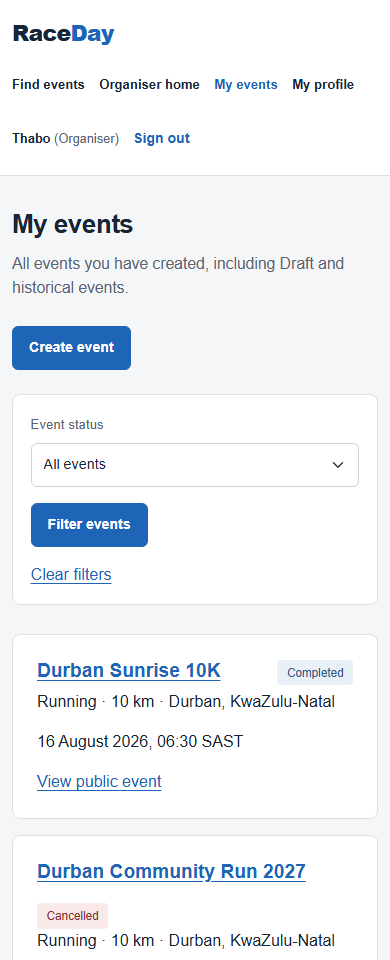 RaceDay
Find events Organiser home My events My profile
Thabo (Organiser) Sign out
My events
All events you have created, including Draft and
historical events.
Create event
Event status
All events
Filter events
Clear filters
Durban Sunrise 10K Completed
Running · 10 km · Durban, KwaZulu-Natal
16 August 2026, 06:30 SAST
View public event
Durban Community Run 2027
Cancelled
Running · 10 km · Durban, KwaZulu-Natal